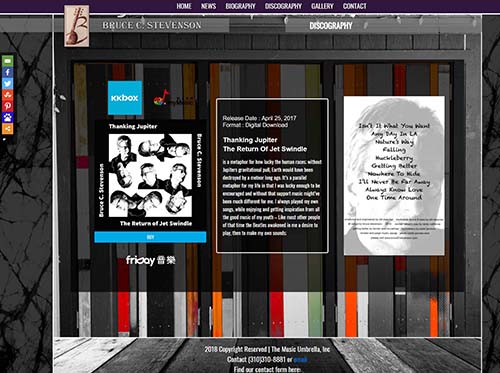 HOME NEWS BIOGRAPHY DISCOGRAPHY GALLERY CONTACT
BRUCE C. STEVENSON
DISCOGRAPHY
KKBOX
Thanking Jupiter
Bruce C. Stevenson
Bruce C. Stevenson
The Return of Jet Swindle
BUY
friDay 音樂
Release Date : April 25, 2017
Format : Digital Download
Thanking Jupiter
The Return Of Jet Swindle
is a metaphor for how lucky the human races: without
Jupiters gravitational pull, Earth would have been
destroyed by a meteor long ago. It's a parallel
metaphor for my life in that I was lucky enough to be
encouraged and without that support music might've
been much different for me. I always played my own
songs, while enjoying and getting inspiration from all
the good music of my youth – Like most other people
of that time the Beatles awakened in me a desire to
play, then to make my own sounds.
Isn't It What You Want
Any Day In LA
Nature's Way
Falling
Huckleberry
Getting Better
Nowhere To Hide
I'll Never Be Far Away
Always Know Love
One Time Around
2018 Copyright Reserved | The Music Umbrella, Inc
Contact (310)310-8881 or email
Find our contact form here: